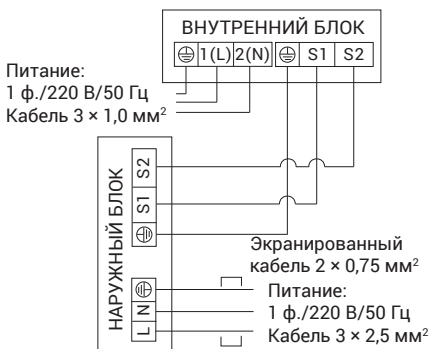 ВНУТРЕННИЙ БЛОК
1(L) 2(N) S1 S2
Питание:
1 ф./220 В/50 Гц
Кабель 3 × 1,0 мм²
НАРУЖНЫЙ БЛОК
S2
S1
N
L
Экранированный
кабель 2 × 0,75 мм²
Питание:
1 ф./220 В/50 Гц
Кабель 3 × 2,5 мм²